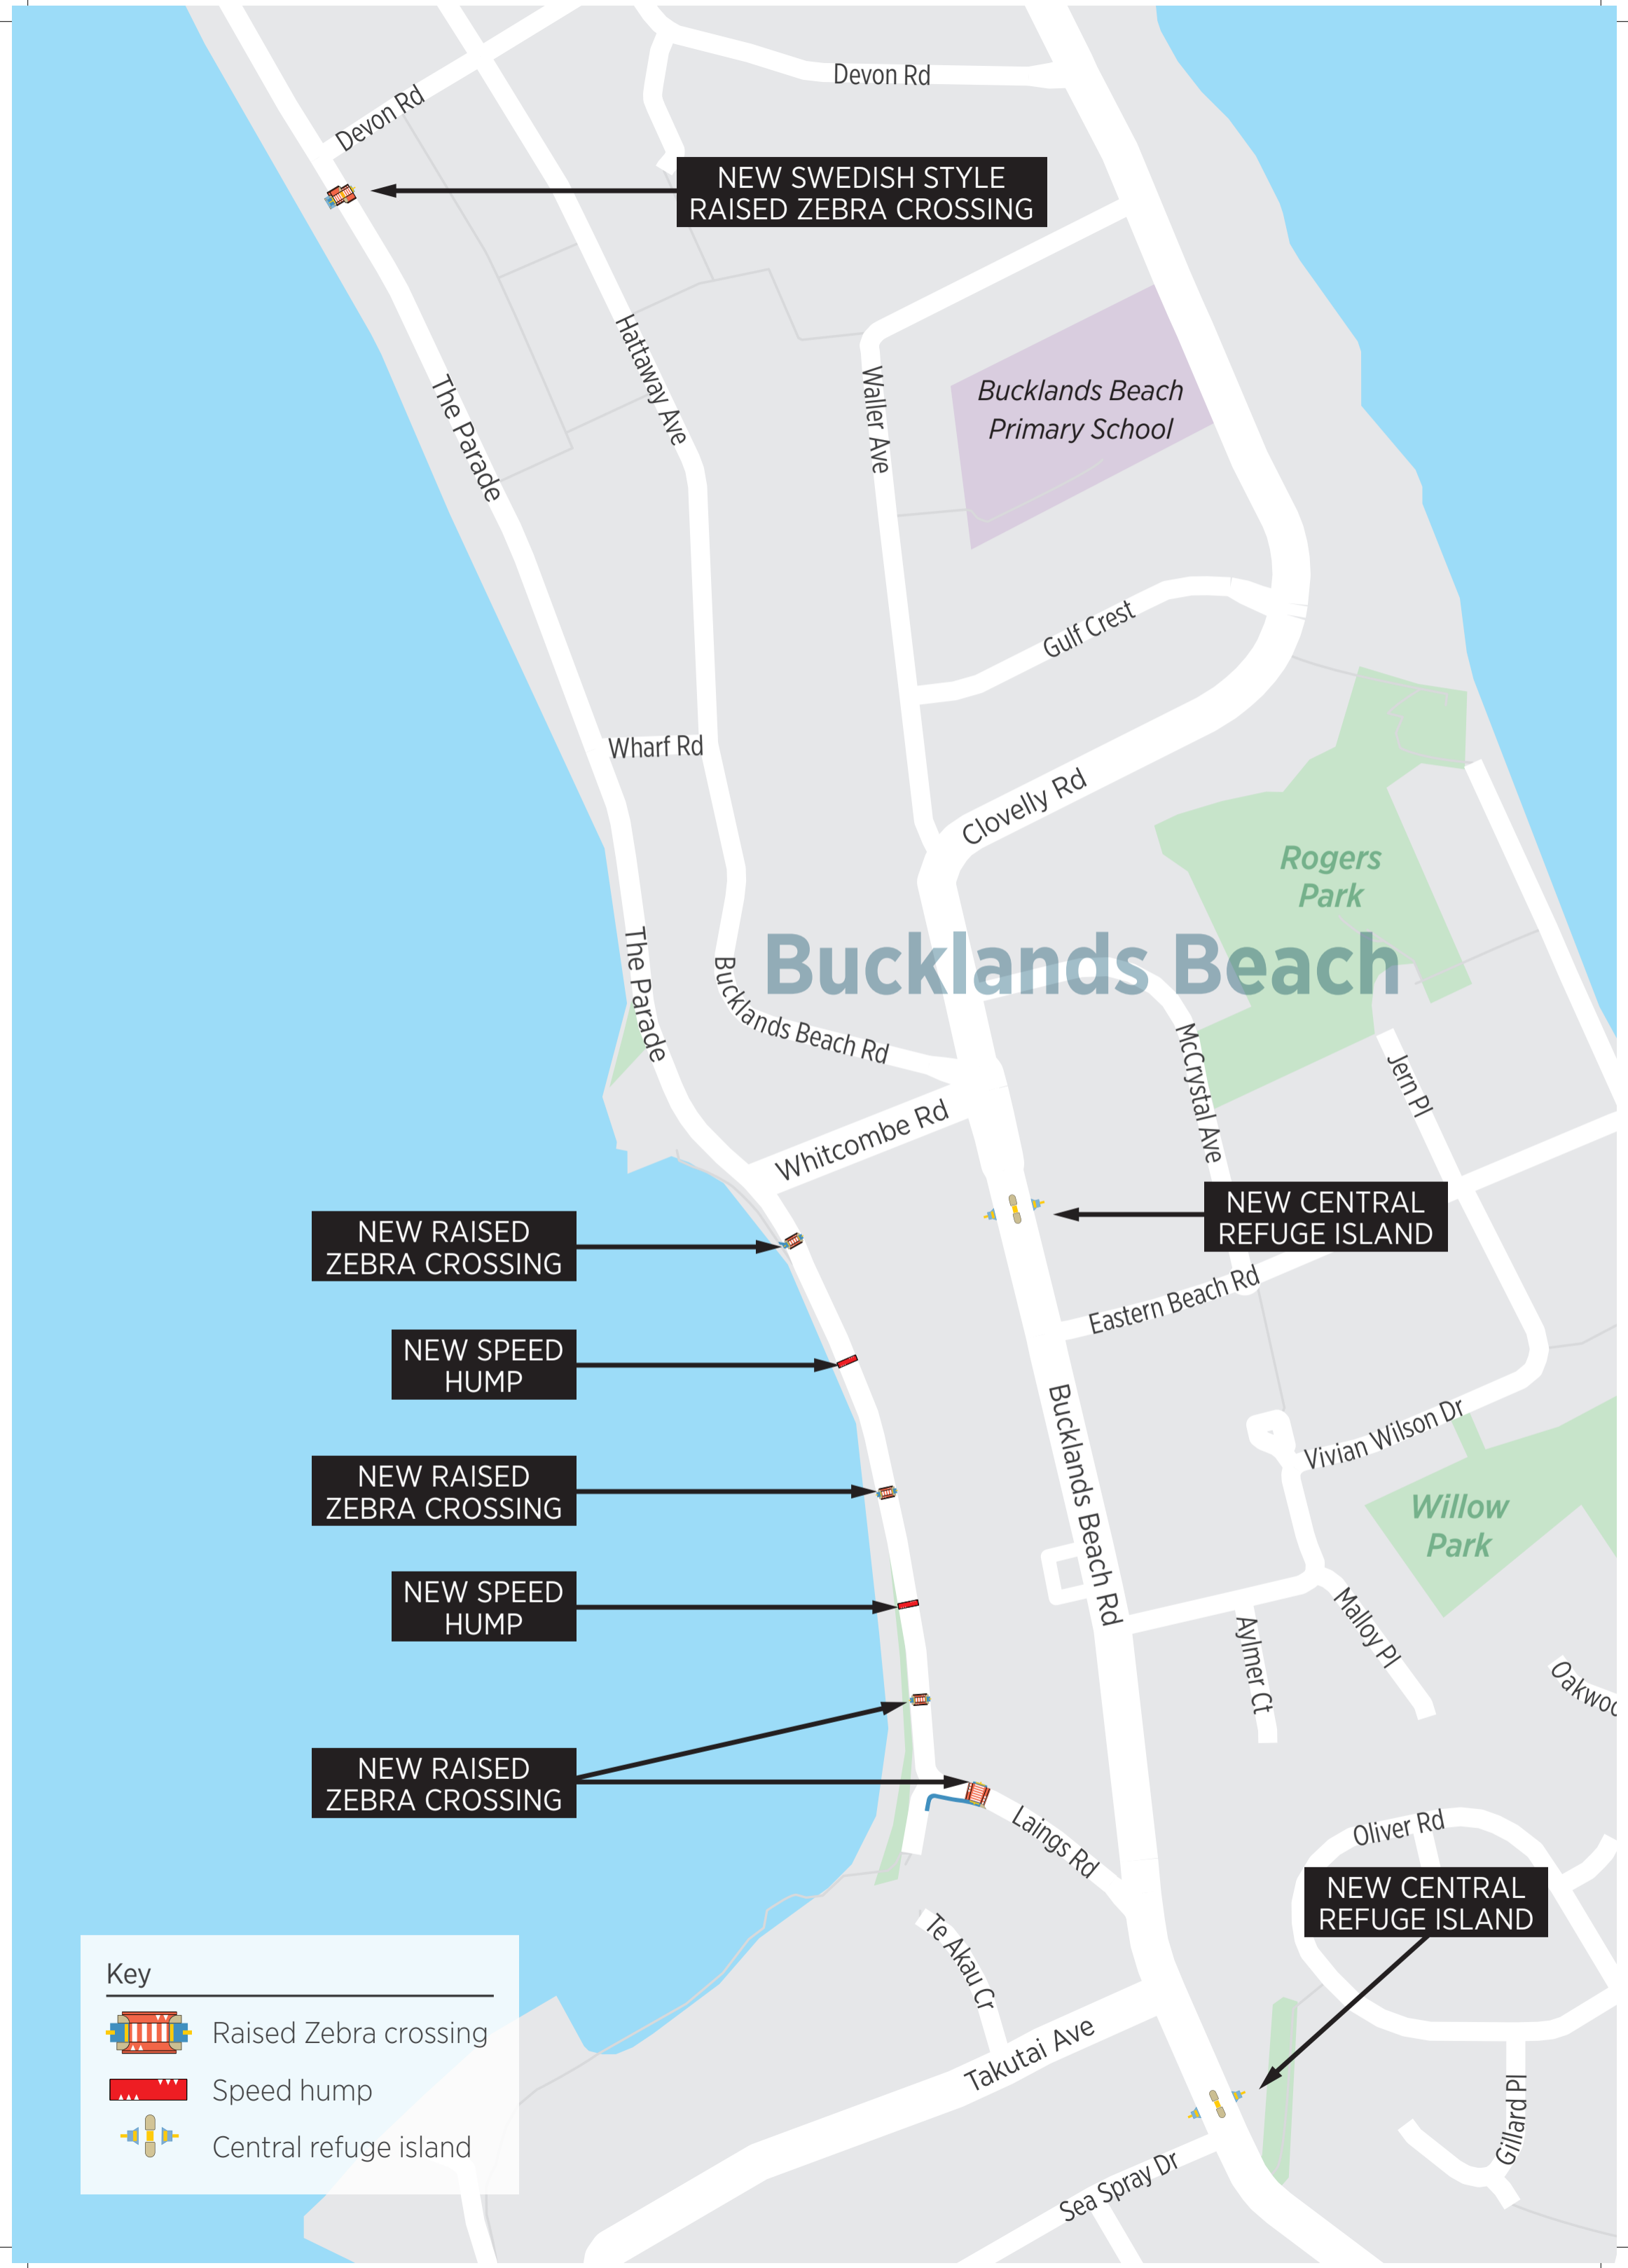 Devon Rd
Devon Rd
NEW SWEDISH STYLE
RAISED ZEBRA CROSSING
Hattaway Ave
The Parade
Waller Ave
Bucklands Beach
Primary School
Gulf Crest
Wharf Rd
Clovelly Rd
Rogers
Park
The Parade
Bucklands Beach
Bucklands Beach Rd
McCrystal Ave
Jern Pl
Whitcombe Rd
NEW CENTRAL
REFUGE ISLAND
NEW RAISED
ZEBRA CROSSING
Eastern Beach Rd
NEW SPEED
HUMP
Bucklands Beach Rd
Vivian Wilson Dr
NEW RAISED
ZEBRA CROSSING
Willow
Park
NEW SPEED
HUMP
Malloy Pl
Aylmer Ct
Oakwoo
NEW RAISED
ZEBRA CROSSING
Laings Rd
Oliver Rd
NEW CENTRAL
REFUGE ISLAND
Te Akau Cr
Takutai Ave
Gillard Pl
Sea Spray Dr
Key
Raised Zebra crossing
Speed hump
Central refuge island